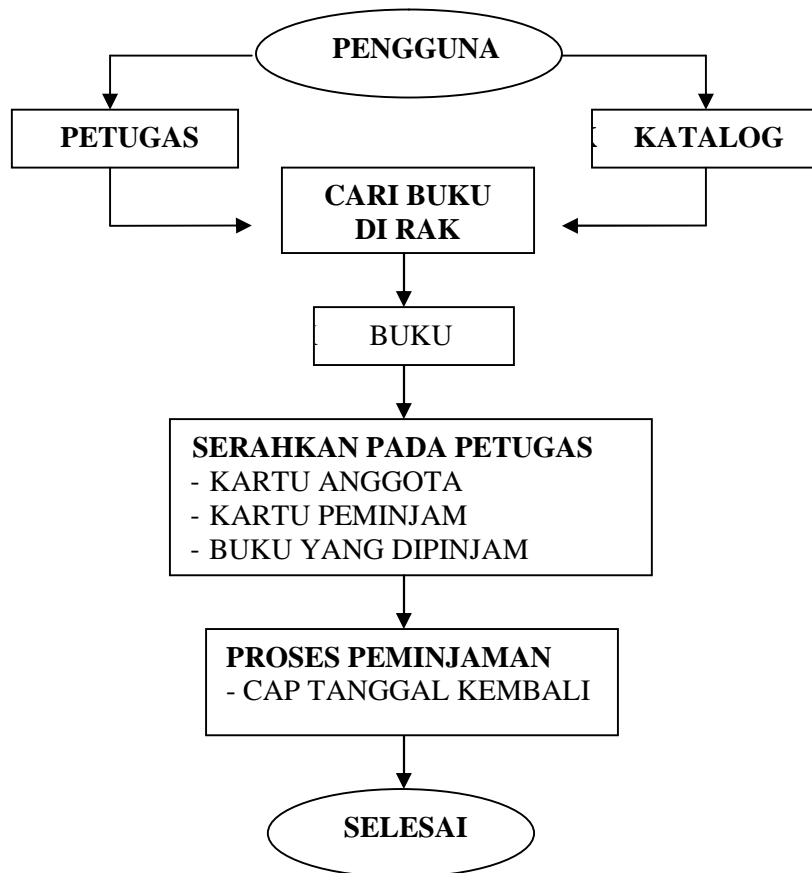 PENGGUNA
PETUGAS
KATALOG
CARI BUKU
DI RAK
BUKU
SERAHKAN PADA PETUGAS
- KARTU ANGGOTA
- KARTU PEMINJAM
- BUKU YANG DIPINJAM
PROSES PEMINJAMAN
- CAP TANGGAL KEMBALI
SELESAI